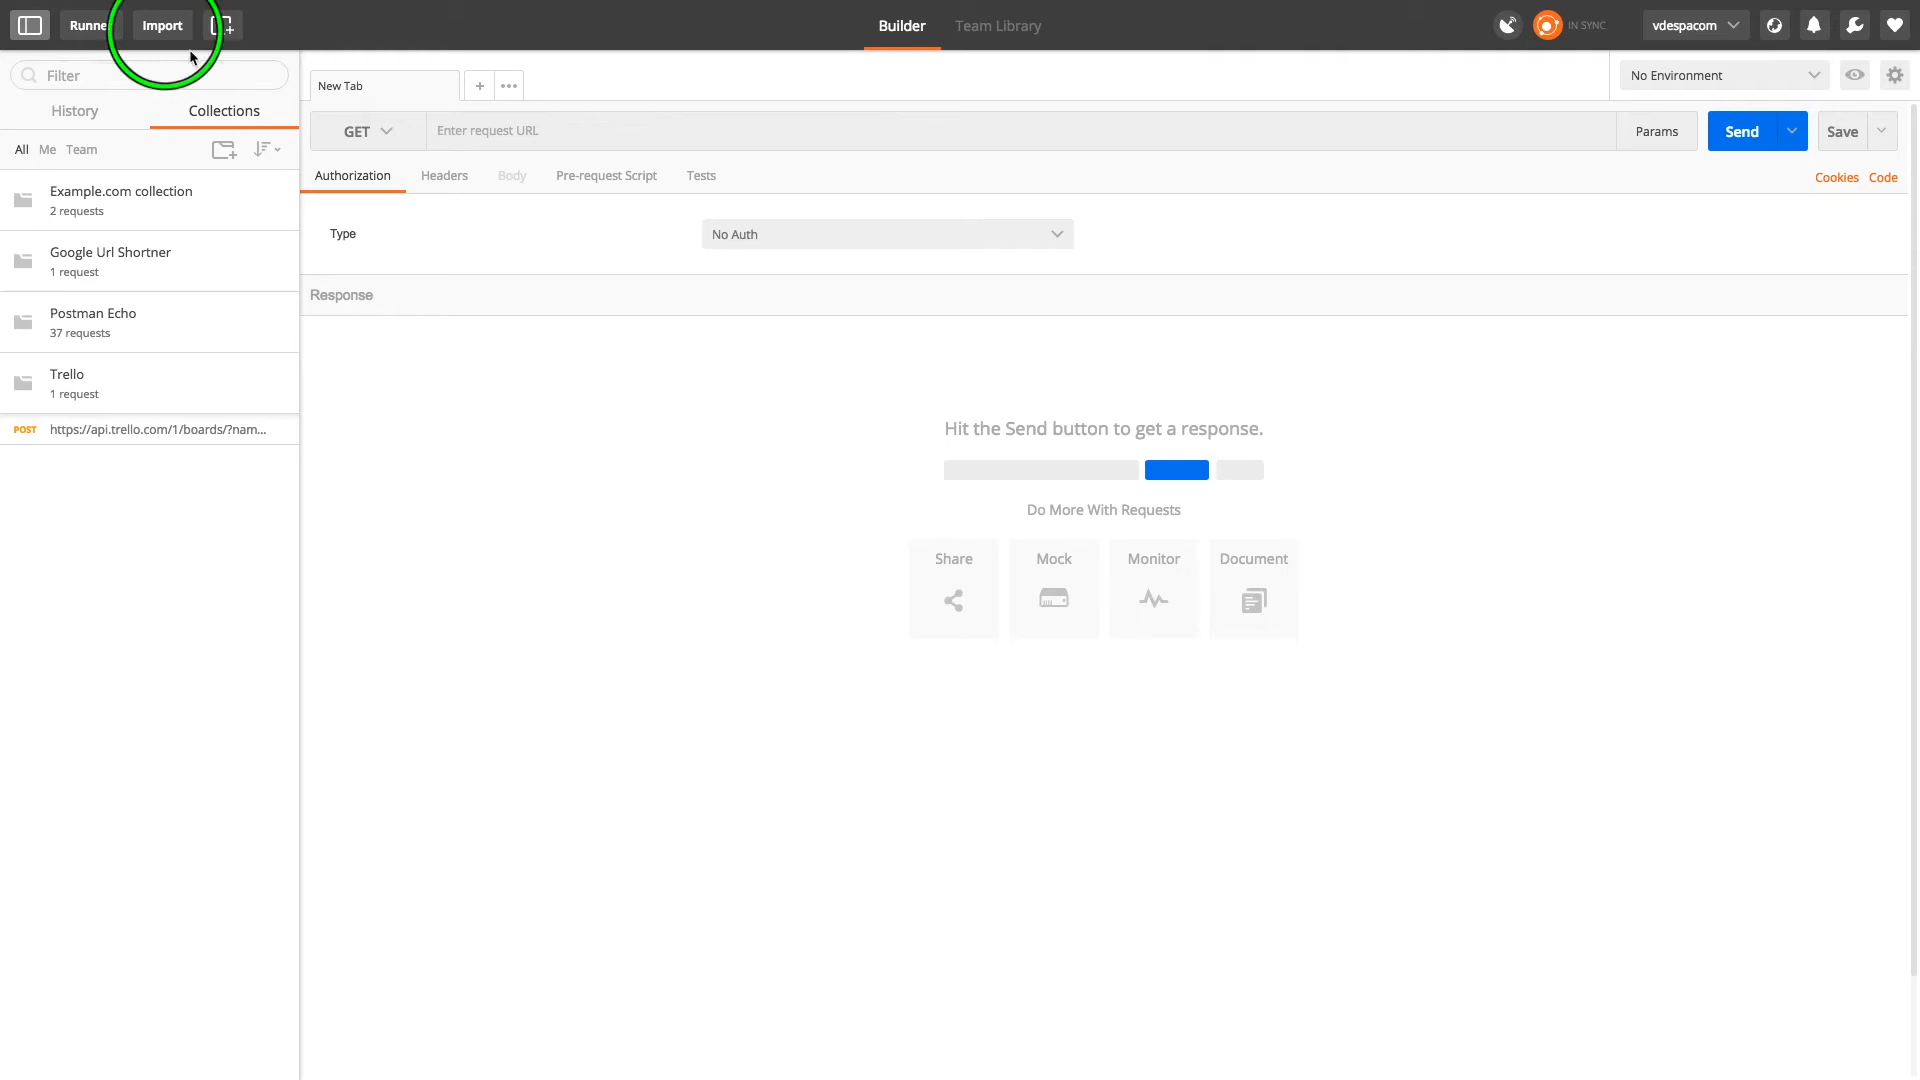 Runne
Import
Builder
Team Library
IN SYNC
vdespacom
Filter
New Tab
No Environment
History
Collections
GET
Enter request URL
Params
Send
Save
All Me Team
Authorization
Headers
Body
Pre-request Script
Tests
Cookies
Code
Example.com collection
2 requests
Type
No Auth
Google Url Shortner
1 request
Response
Postman Echo
37 requests
Trello
1 request
POST https://api.trello.com/1/boards/?nam...
Hit the Send button to get a response.
Do More With Requests
Share
Mock
Monitor
Document